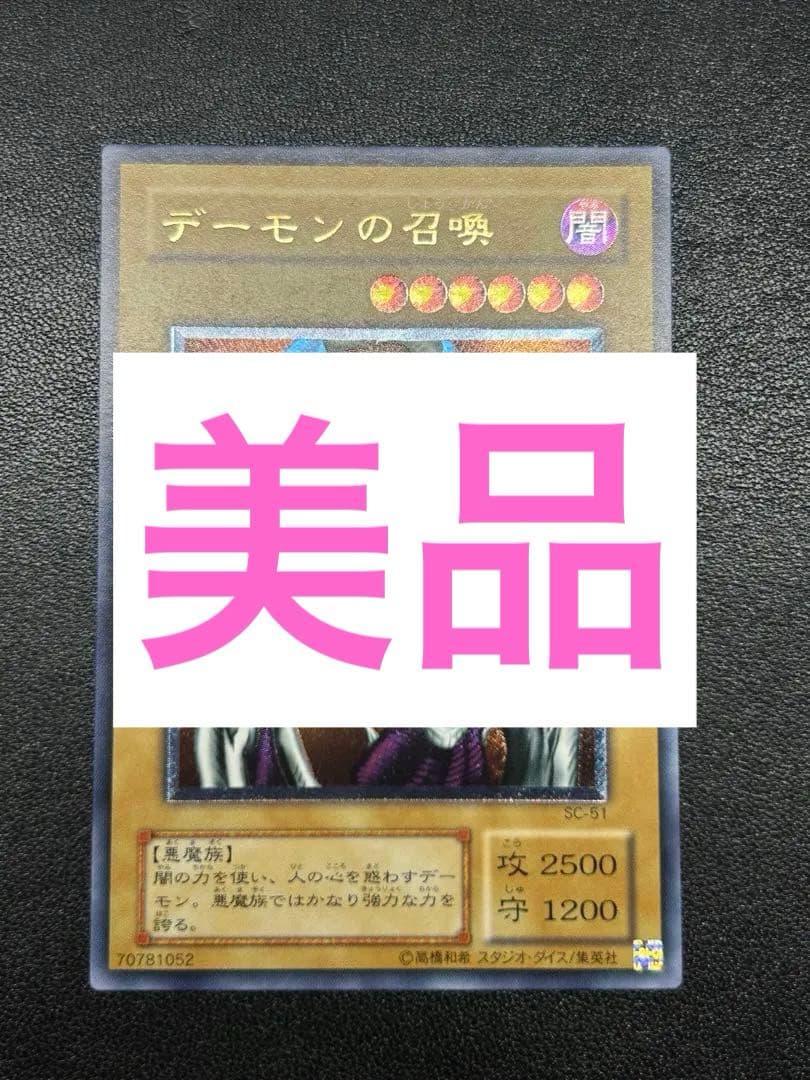 デーモンの召喚
闇
美品
SC-51
【悪魔族】
闇の力を使い、人の心を惑わすデー
モン。悪魔族ではかなり強力な力を
誇る。
攻 2500
守 1200
70781052
©高橋和希 スタジオ・ダイス/集英社